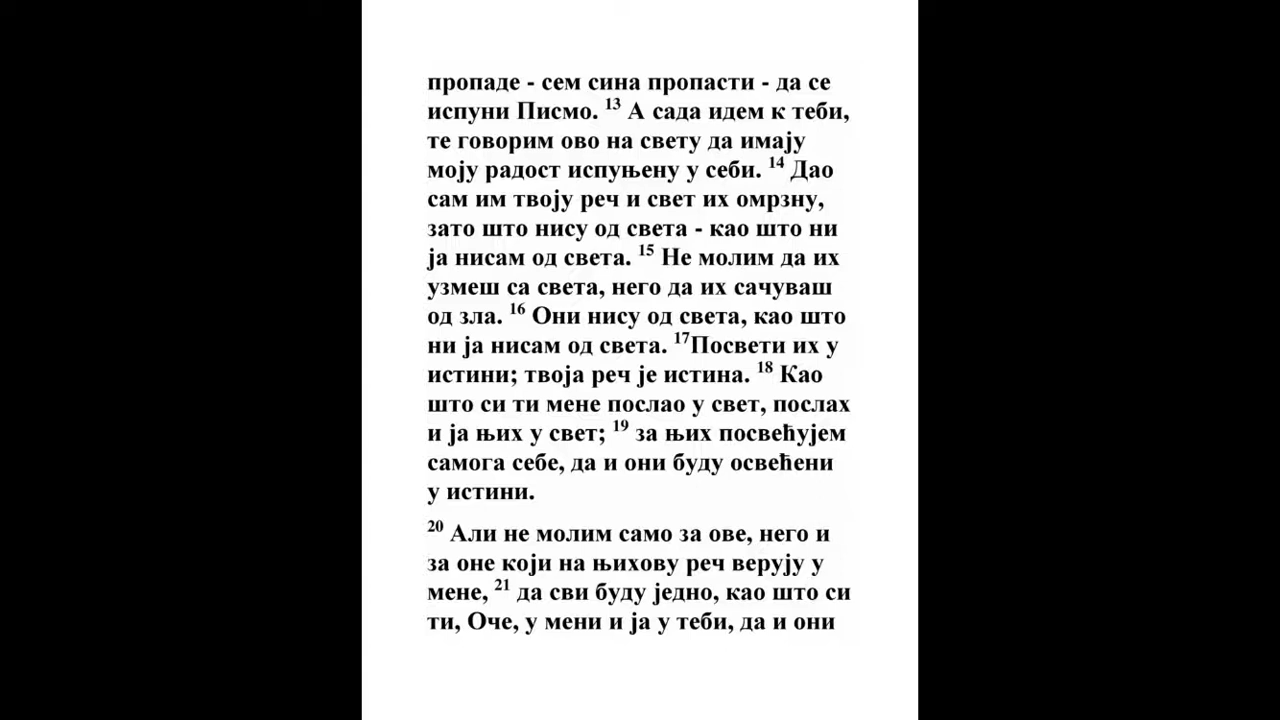 пропаде - сем сина пропасти - да се
испуни Писмо. 13 А сада идем к теби,
те говорим ово на свету да имају
моју радост испуњену у себи. 14 Дао
сам им твоју реч и свет их омрзну,
зато што нису од света - као што ни
ја нисам од света. 15 Не молим да их
узмеш са света, него да их сачуваш
од зла. 16 Они нису од света, као што
ни ја нисам од света. 17Посвети их у
истини; твоја реч је истина. 18 Као
што си ти мене послао у свет, послах
и ја њих у свет; 19 за њих посвећујем
самога себе, да и они буду освећени
у истини.
20 Али не молим само за ове, него и
за оне који на њихову реч верују у
мене, 21 да сви буду једно, као што си
ти, Оче, у мени и ја у теби, да и они